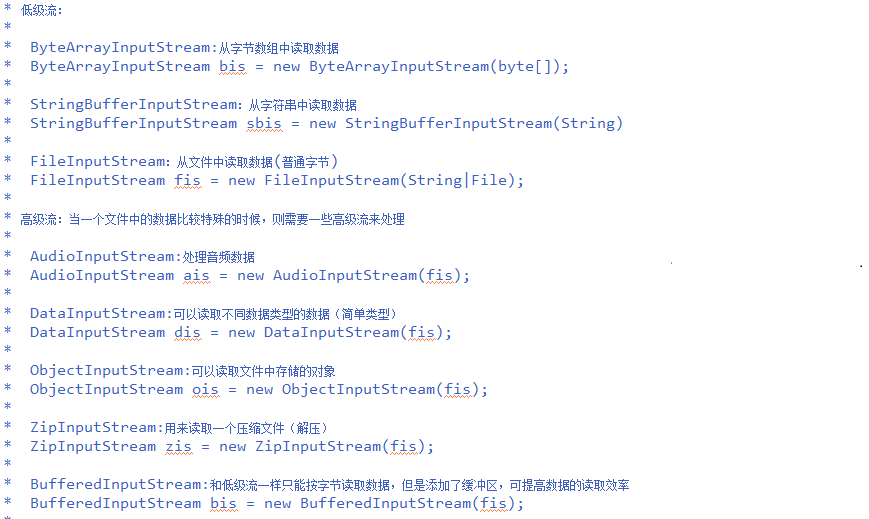 * 低级流:
*
* ByteArrayInputStream:从字节数组中读取数据
* ByteArrayInputStream bis = new ByteArrayInputStream(byte[]);
*
* StringBufferInputStream: 从字符串中读取数据
* StringBufferInputStream sbis = new StringBufferInputStream(String)
*
* FileInputStream: 从文件中读取数据(普通字节)
* FileInputStream fis = new FileInputStream(String|File);
*
* 高级流: 当一个文件中的数据比较特殊的时候, 则需要一些高级流来处理
*
* AudioInputStream:处理音频数据
* AudioInputStream ais = new AudioInputStream(fis);
*
* DataInputStream:可以读取不同数据类型的数据(简单类型)
* DataInputStream dis = new DataInputStream(fis);
*
* ObjectInputStream:可以读取文件中存储的对象
* ObjectInputStream ois = new ObjectInputStream(fis);
*
* ZipInputStream:用来读取一个压缩文件(解压)
* ZipInputStream zis = new ZipInputStream(fis);
*
* BufferedInputStream:和低级流一样只能按字节读取数据, 但是添加了缓冲区, 可提高数据的读取效率
* BufferedInputStream bis = new BufferedInputStream(fis);
*